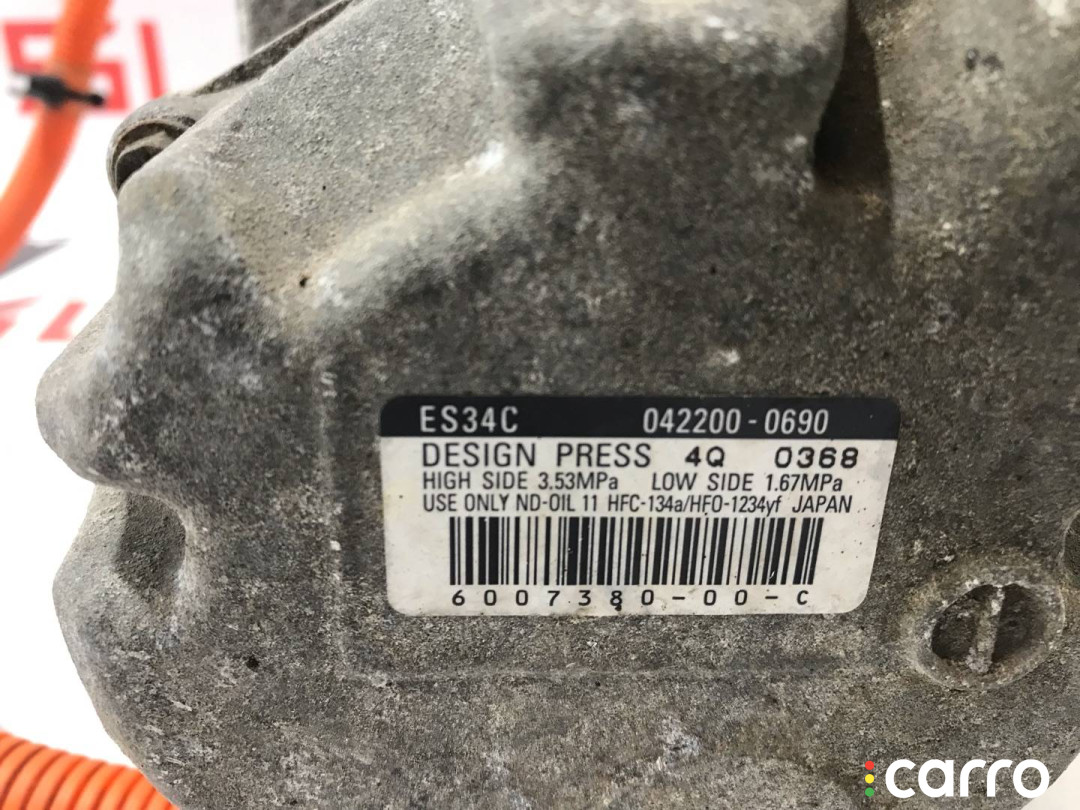 ES34C 042200-0690
DESIGN PRESS 4Q 0368
HIGH SIDE 3.53MPa LOW SIDE 1.67MPa
USE ONLY ND-OIL 11 HFC-134a/HFO-1234yf JAPAN
6007380-00-C
carro